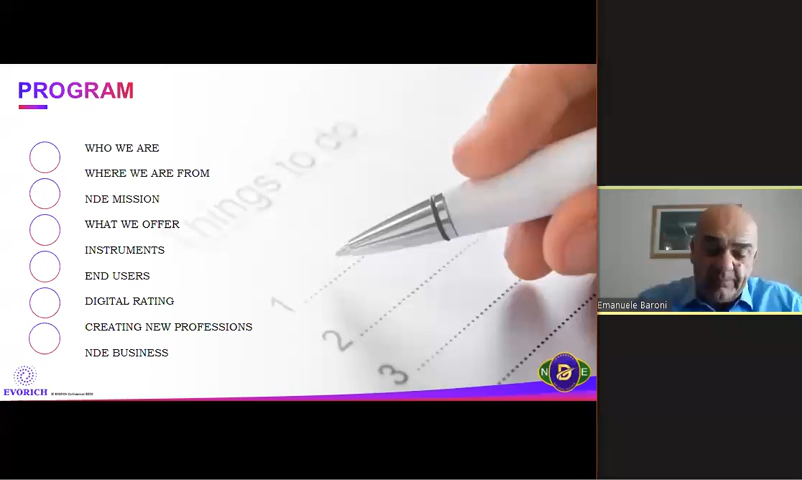 PROGRAM
WHO WE ARE
WHERE WE ARE FROM
NDE MISSION
WHAT WE OFFER
INSTRUMENTS
END USERS
DIGITAL RATING
CREATING NEW PROFESSIONS
NDE BUSINESS
things to do
1
2
3
EVORICH
N D E
Emanuele Baroni